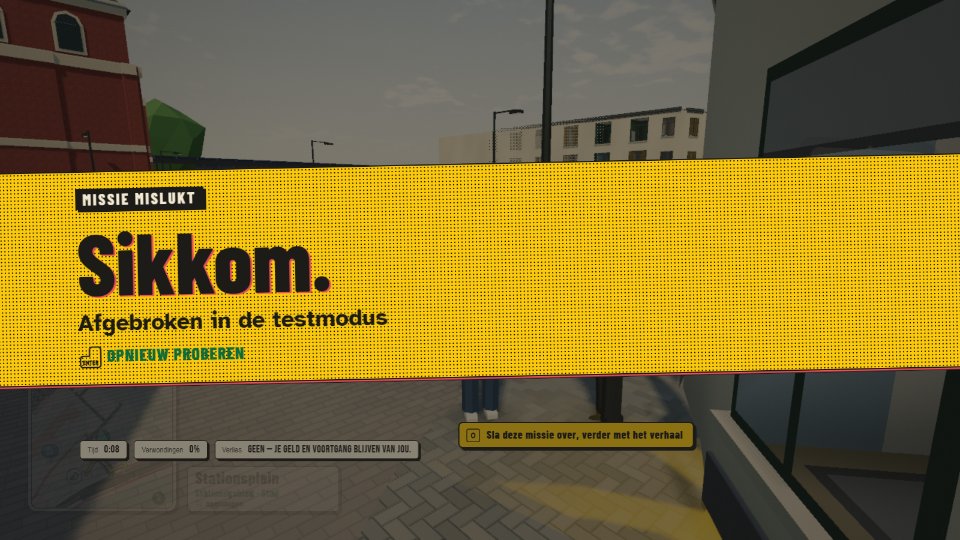 MISSIE MISLUKT
Sikkom.
Afgebroken in de testmodus
ENTER OPNIEUW PROBEREN
O Sla deze missie over, verder met het verhaal
Tijd 0:08 Verwondingen 0% Verlies GEEN — JE GELD EN VOORTGANG BLIJVEN VAN JOU.
Stationsplein